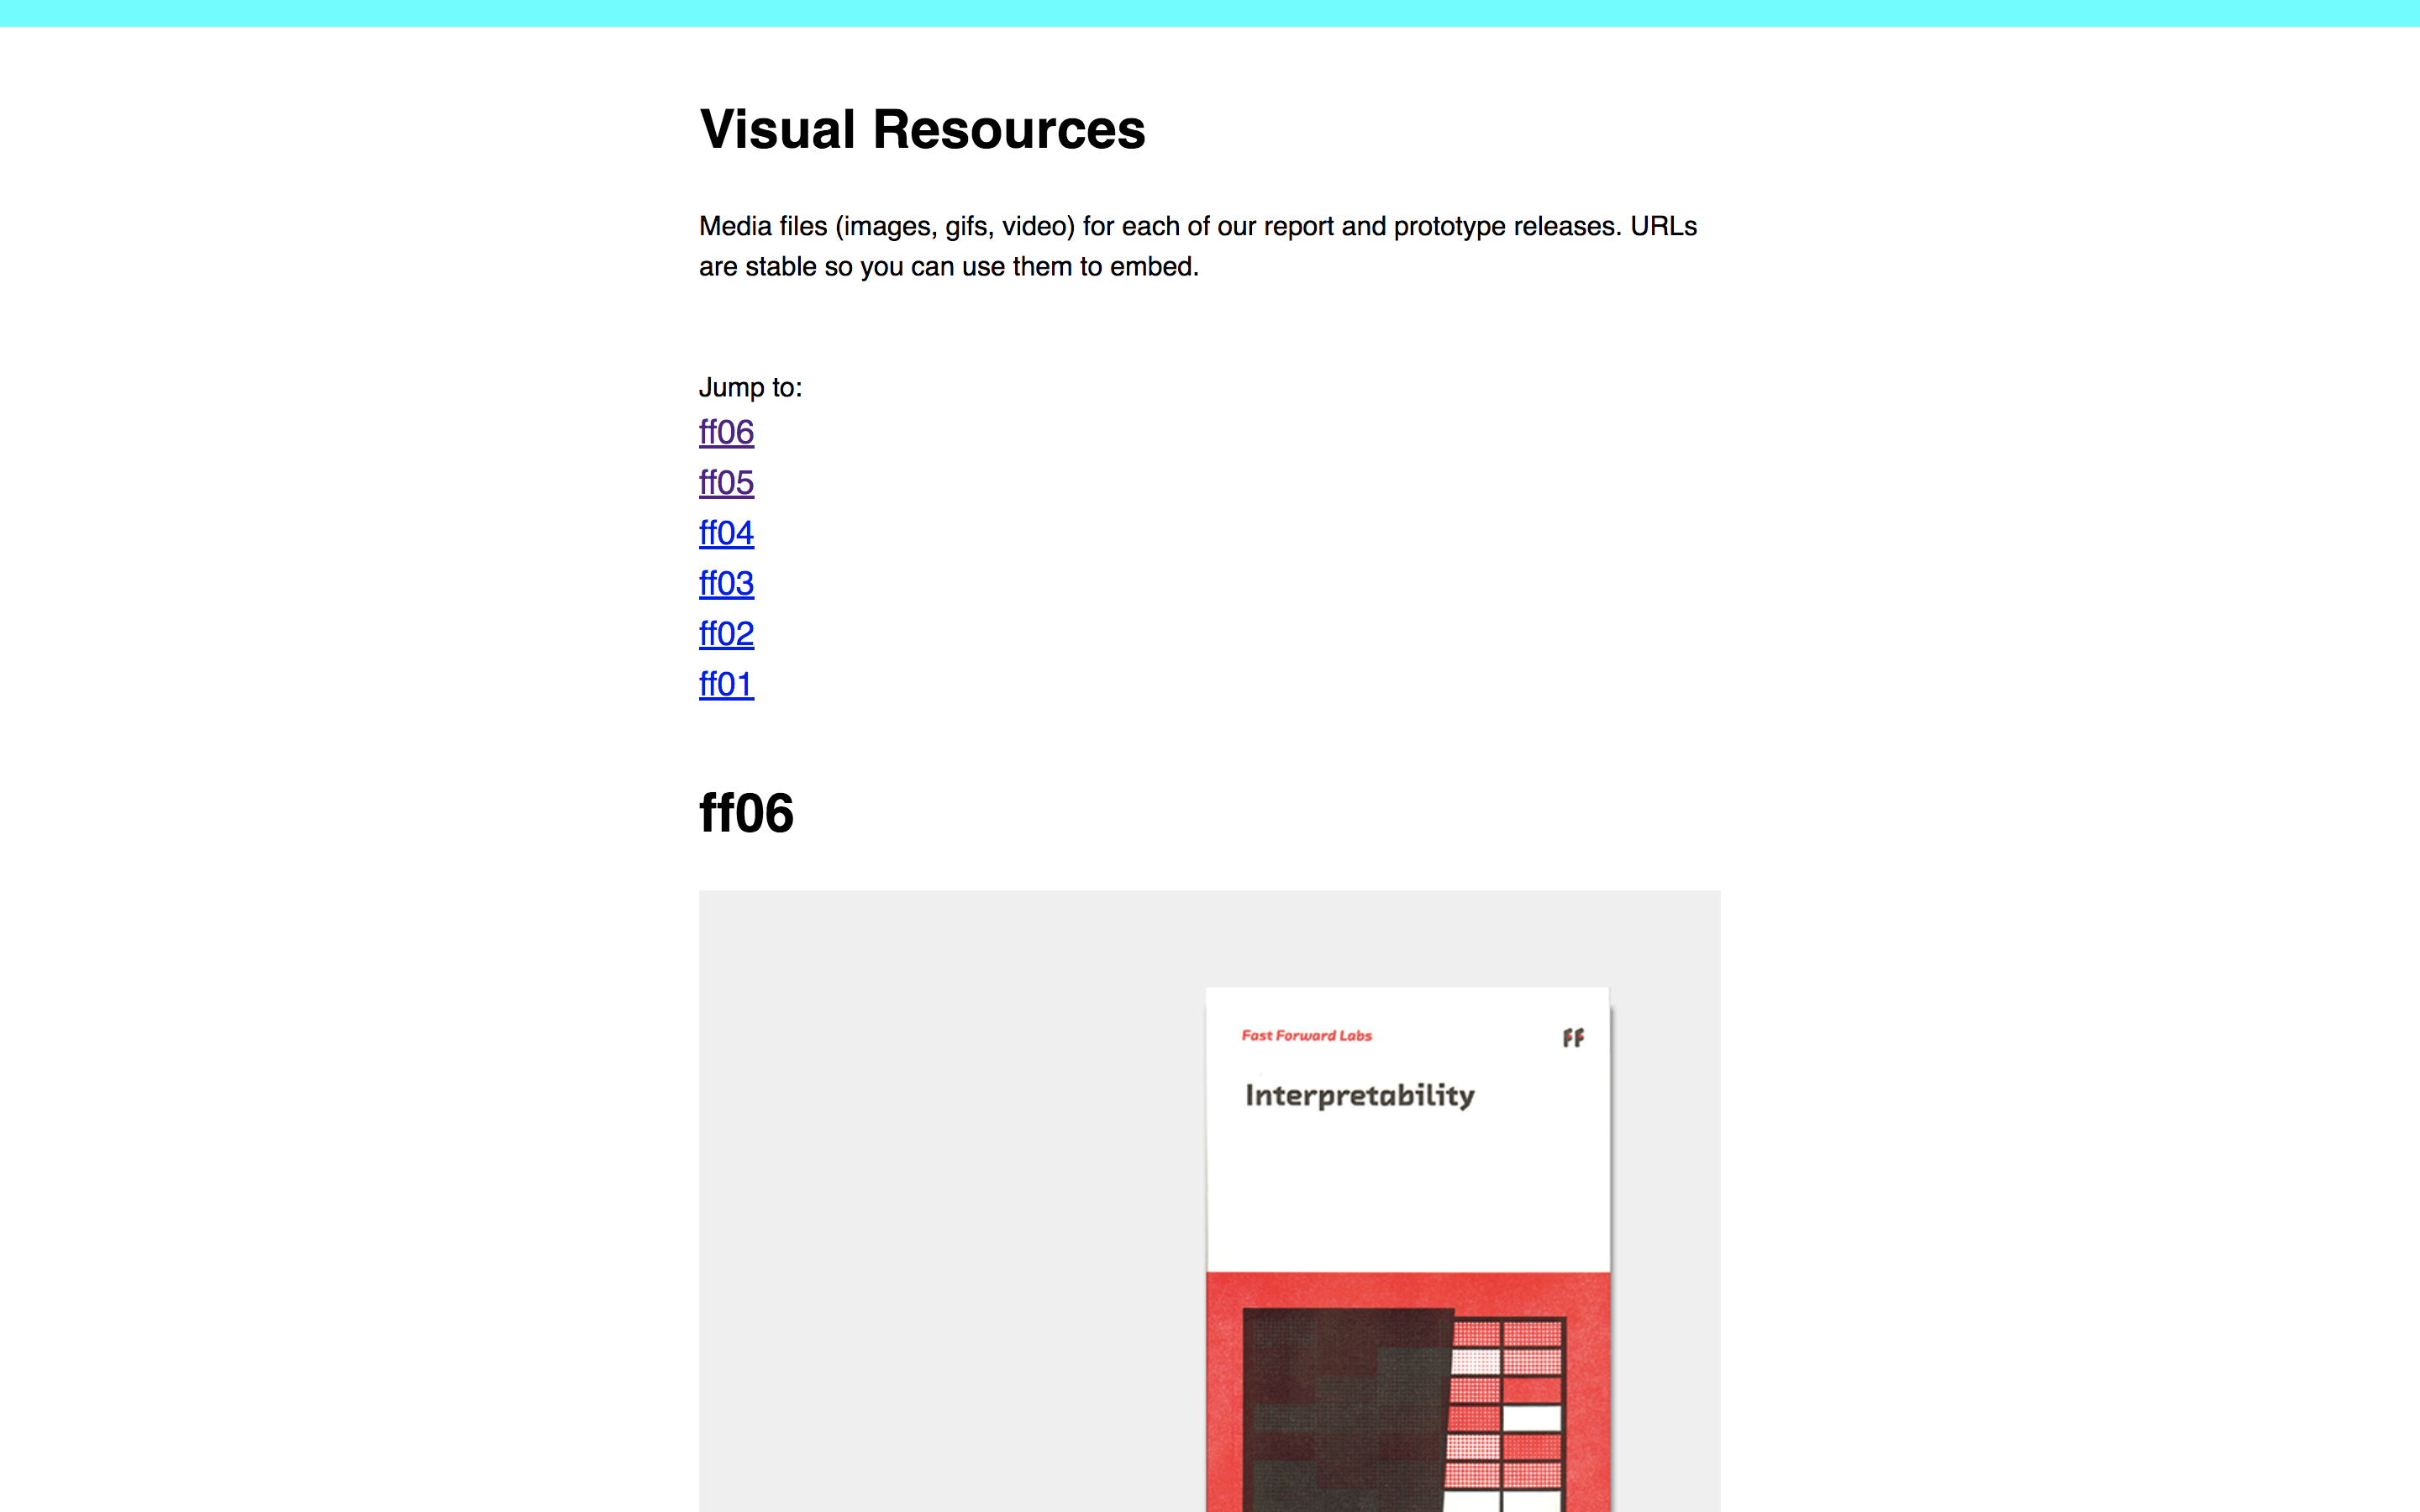 Visual Resources
Media files (images, gifs, video) for each of our report and prototype releases. URLs
are stable so you can use them to embed.
Jump to:
ff06
ff05
ff04
ff03
ff02
ff01
ff06
Fast Forward Labs
FF
Interpretability